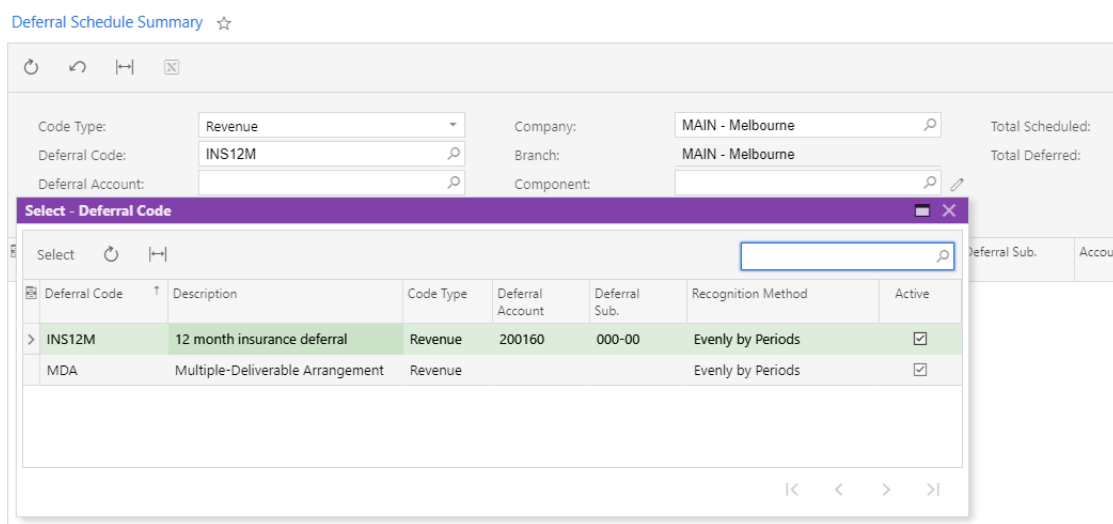 Deferral Schedule Summary
Code Type: Revenue Company: MAIN - Melbourne Total Scheduled:
Deferral Code: INS12M Branch: MAIN - Melbourne Total Deferred:
Deferral Account: Component:
Select - Deferral Code
Select
Deferral Sub. Accou
Deferral Code Description Code Type Deferral Account Deferral Sub. Recognition Method Active
INS12M 12 month insurance deferral Revenue 200160 000-00 Evenly by Periods
MDA Multiple-Deliverable Arrangement Revenue Evenly by Periods